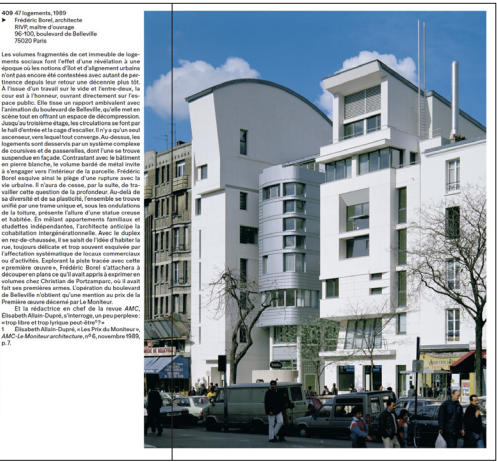 409 47 logements, 1989
► Frédéric Borel, architecte
RIVP, maître d'ouvrage
96-100, boulevard de Belleville
75020 Paris
Les volumes fragmentés de cet immeuble de loge-
ments sociaux font l'effet d'une révélation à une
époque où les notions d'îlot et d'alignement urbains
n'ont pas encore été contestées avec autant de per-
tinence depuis leur retour une décennie plus tôt.
À l'issue d'un travail sur le vide et l'entre-deux, la
cour est à l'honneur, ouvrant directement sur l'es-
pace public. Elle tisse un rapport ambivalent avec
l'animation du boulevard de Belleville, qu'elle met en
scène tout en offrant un espace de décompression.
Jusqu'au troisième étage, les circulations se font par
le hall d'entrée et la cage d'escalier. Il n'y a qu'un seul
ascenseur, vers lequel tout converge. Au-dessus, les
logements sont desservis par un système complexe
de coursives et de passerelles, dont l'une se trouve
suspendue en façade. Contrastant avec le bâtiment
en pierre blanche, le volume bardé de métal invite
à s'engager vers l'intérieur de la parcelle. Frédéric
Borel esquive ainsi le piège d'une rupture avec la
vie urbaine. Il n'aura de cesse, par la suite, de tra-
vailler cette question de la profondeur. Au-delà de
sa diversité et de sa plasticité, l'ensemble se trouve
unifié par une trame unique et, sous les ondulations
de la toiture, présente l'allure d'une statue creuse
et habitée. En mêlant appartements familiaux et
studettes indépendantes, l'architecte anticipe la
cohabitation intergénérationnelle. Avec le duplex
en rez-de-chaussée, il se saisit de l'idée d'habiter la
rue, toujours délicate et trop souvent esquivée par
l'affectation systématique de locaux commerciaux
ou d'activités. Explorant la piste tracée avec cette
« première œuvre », Frédéric Borel s'attachera à
découper en plans ce qu'il avait appris à exprimer en
volumes chez Christian de Portzamparc, où il avait
fait ses premières armes. L'opération du boulevard
de Belleville n'obtient qu'une mention au prix de la
Première œuvre décerné par Le Moniteur.
Et la rédactrice en chef de la revue AMC,
Elisabeth Allain-Dupré, s'interroge, un peu perplexe :
« trop libre et trop lyrique peut-être¹ ? »
1 Elisabeth Allain-Dupré, « Les Prix du Moniteur »,
AMC-Le Moniteur architecture, nº 6, novembre 1989,
p. 7.